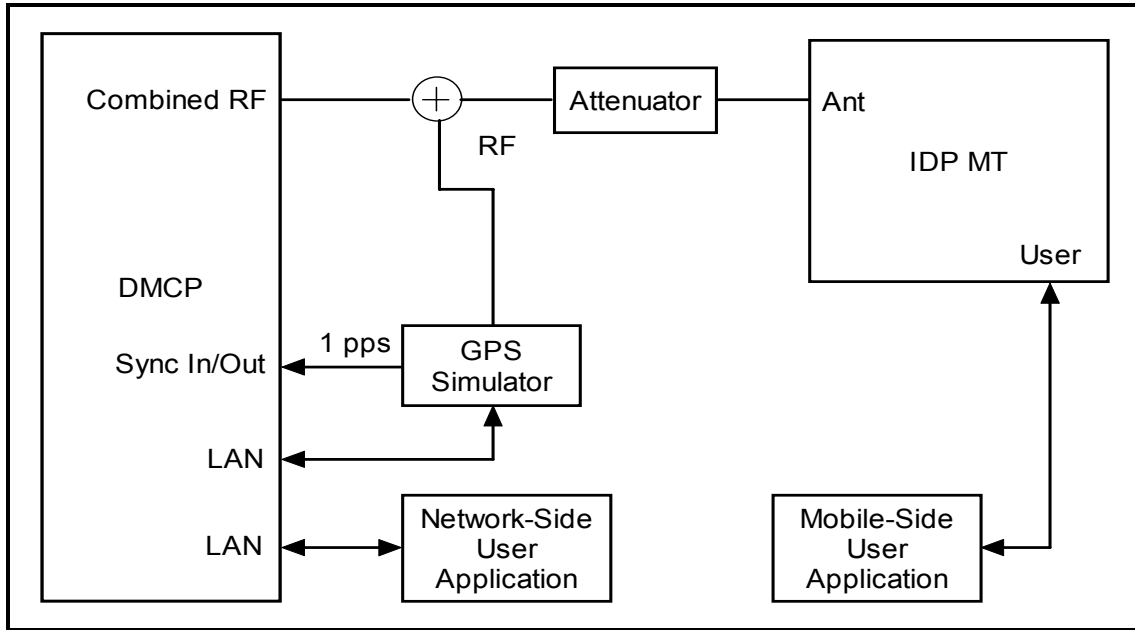 Combined RF
Attenuator
Ant
RF
IDP MT
User
DMCP
1 pps
GPS
Simulator
Sync In/Out
LAN
LAN
Network-Side
User
Application
Mobile-Side
User
Application